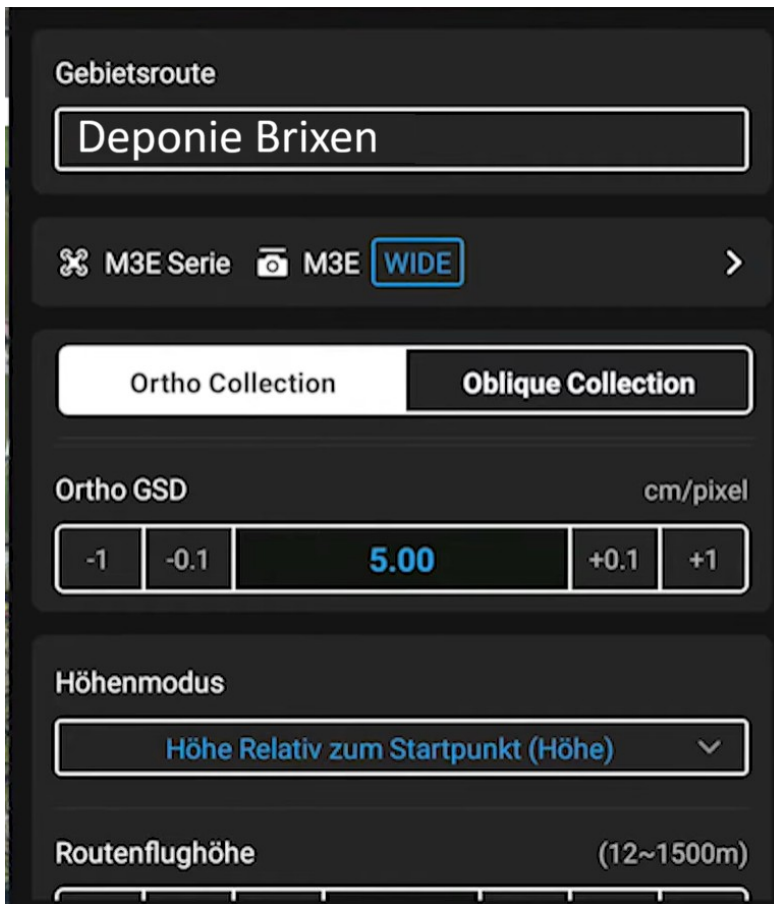 Gebietsroute
Deponie Brixen
M3E Serie M3E WIDE >
Ortho Collection Oblique Collection
Ortho GSD cm/pixel
-1 -0.1 5.00 +0.1 +1
Höhenmodus
Höhe Relativ zum Startpunkt (Höhe)
Routenflughöhe (12~1500m)